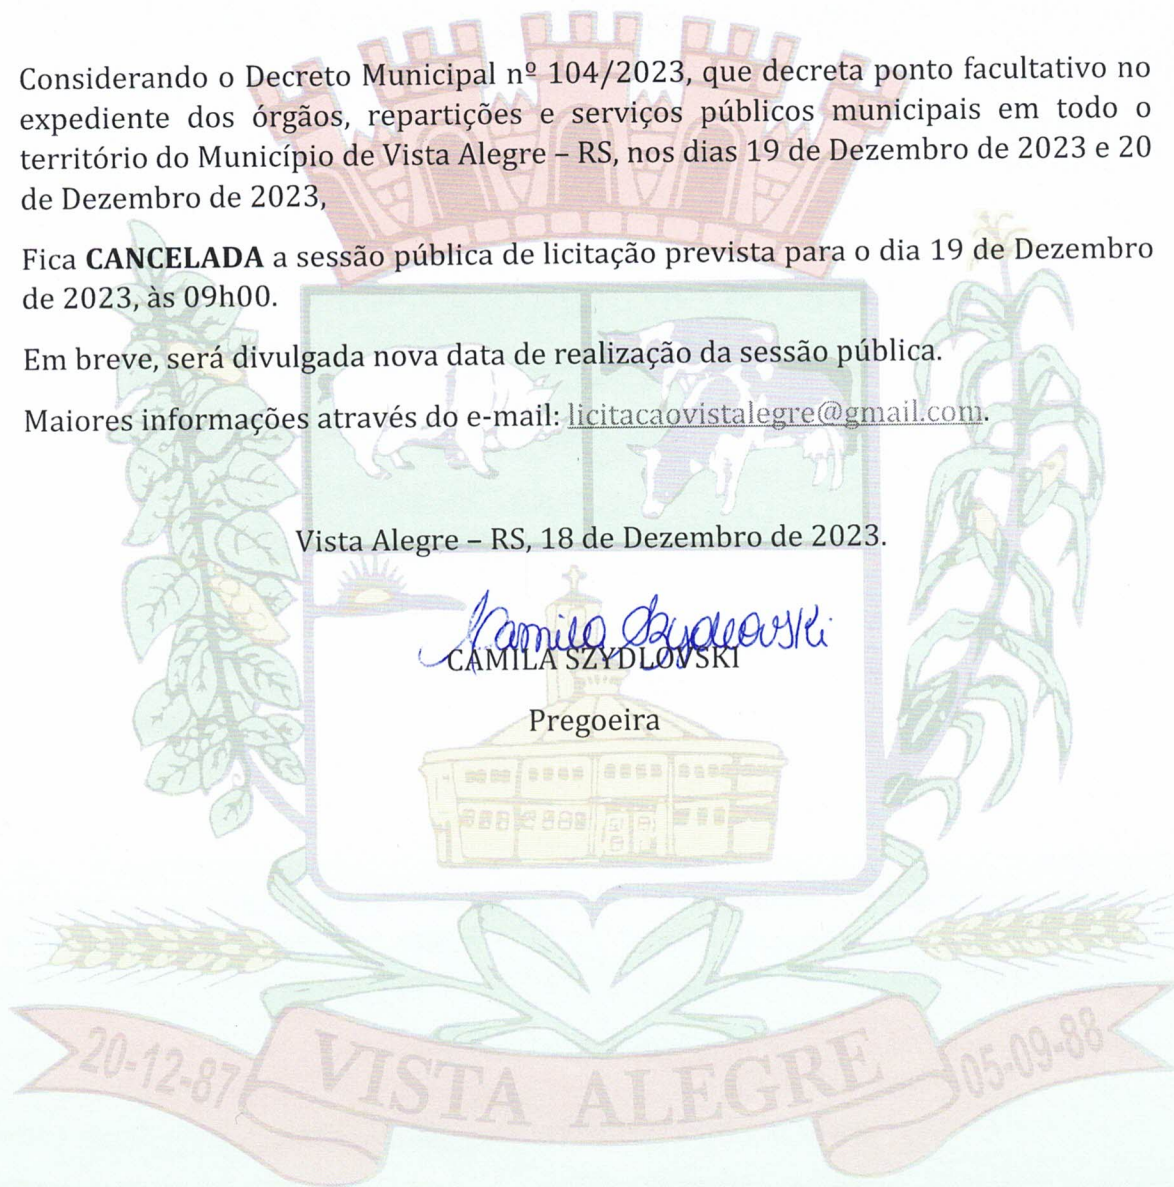 Considerando o Decreto Municipal nº 104/2023, que decreta ponto facultativo no
expediente dos órgãos, repartições e serviços públicos municipais em todo o
território do Município de Vista Alegre – RS, nos dias 19 de Dezembro de 2023 e 20
de Dezembro de 2023,
Fica CANCELADA a sessão pública de licitação prevista para o dia 19 de Dezembro
de 2023, às 09h00.
Em breve, será divulgada nova data de realização da sessão pública.
Maiores informações através do e-mail: licitacaovistalegre@gmail.com.
Vista Alegre – RS, 18 de Dezembro de 2023.
Camila Szydlovski
CAMILA SZYDLOVSKI
Pregoeira
20-12-87 VISTA ALEGRE 05-09-88